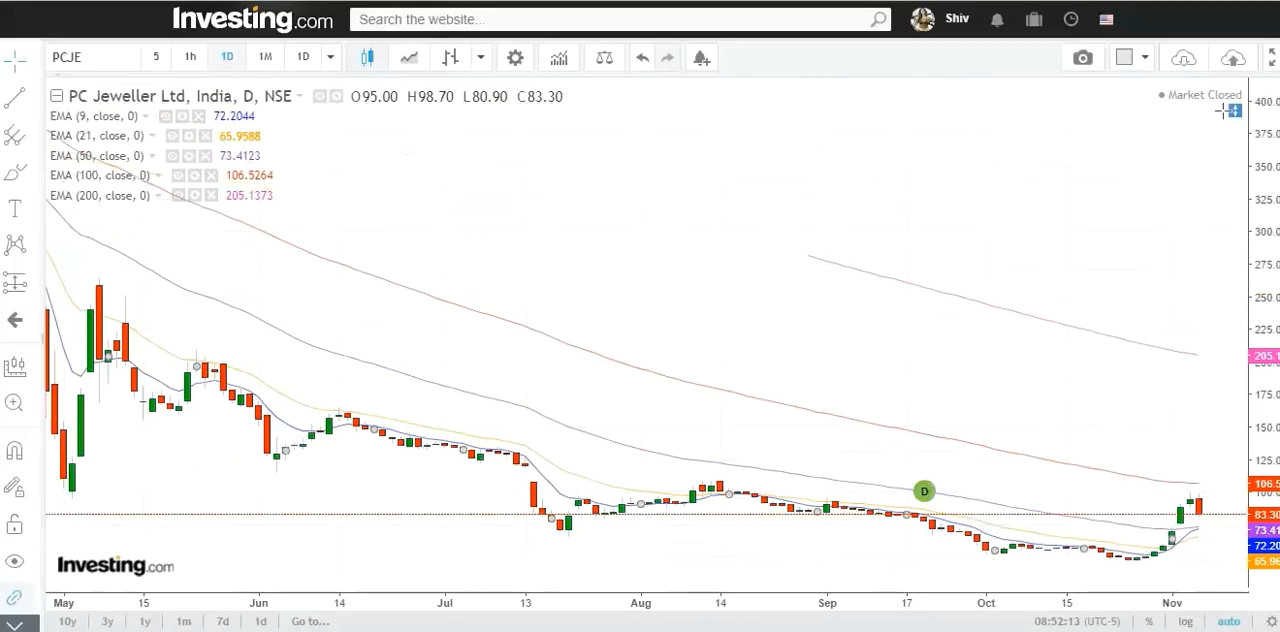 Investing.com Search the website... Shiv
PCJE 5 1h 1D 1M 1D
PC Jeweller Ltd, India, D, NSE O95.00 H98.70 L80.90 C83.30
Market Closed
EMA (9, close, 0) 72.2044
EMA (21, close, 0) 65.9588
EMA (50, close, 0) 73.4123
EMA (100, close, 0) 106.5264
EMA (200, close, 0) 205.1373
400.0
375.0
350.0
325.0
300.0
275.0
250.0
225.0
205.1
175.0
150.0
125.0
106.5
83.30
73.41
72.20
65.96
D
Investing.com
May 15 Jun 14 Jul 13 Aug 14 Sep 17 Oct 15 Nov
10y 3y 1y 1m 7d 1d Go to... 08:52:13 (UTC-5) % log auto